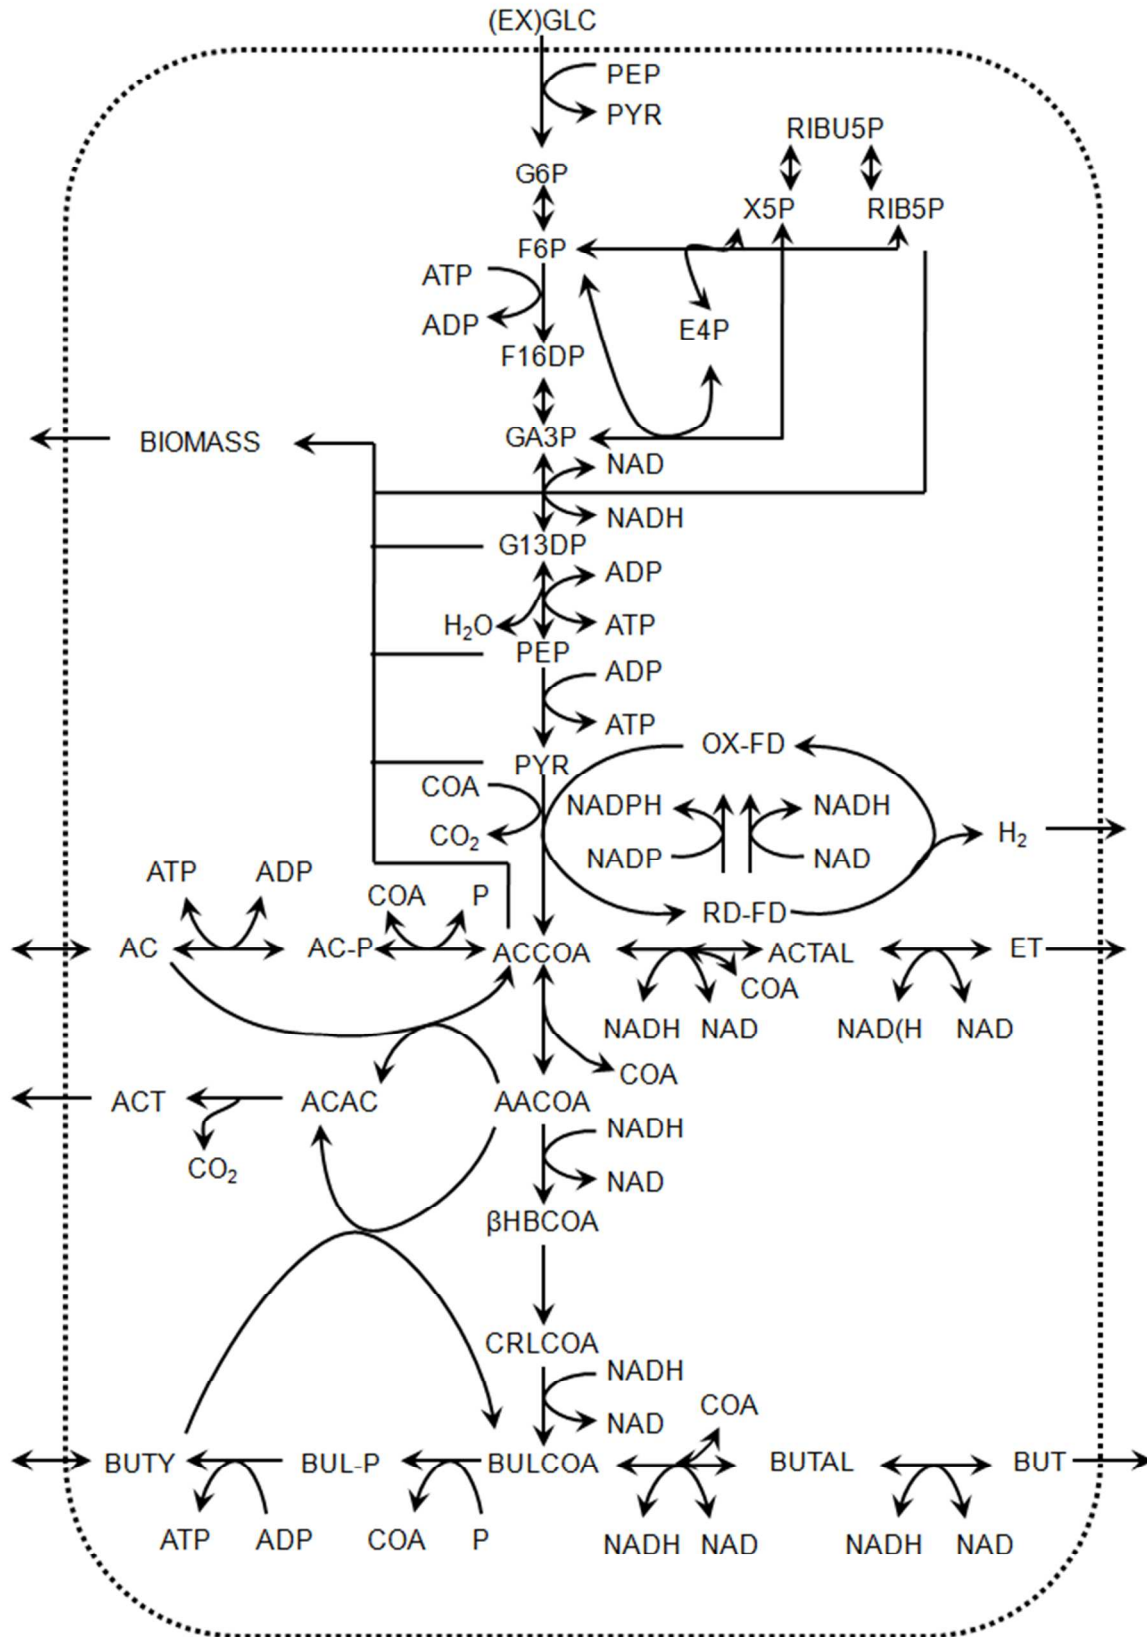 (EX)GLC
PEP
PYR
RIBU5P
G6P
X5P RIB5P
F6P
ATP
ADP
E4P
F16DP
BIOMASS
GA3P
NAD
NADH
G13DP
ADP
H₂O
ATP
PEP
ADP
ATP
OX-FD
PYR
COA
NADPH NADH
CO₂
H₂
NADP NAD
ATP ADP
COA P
RD-FD
AC AC-P ACCOA ACTAL ET
COA
NADH NAD NAD(H NAD
COA
ACT ACAC AACOA
NADH
CO₂
NAD
βHBCOA
CRLCOA
NADH
COA
NAD
BUTY BUL-P BULCOA BUTAL BUT
ATP ADP COA P NADH NAD NADH NAD